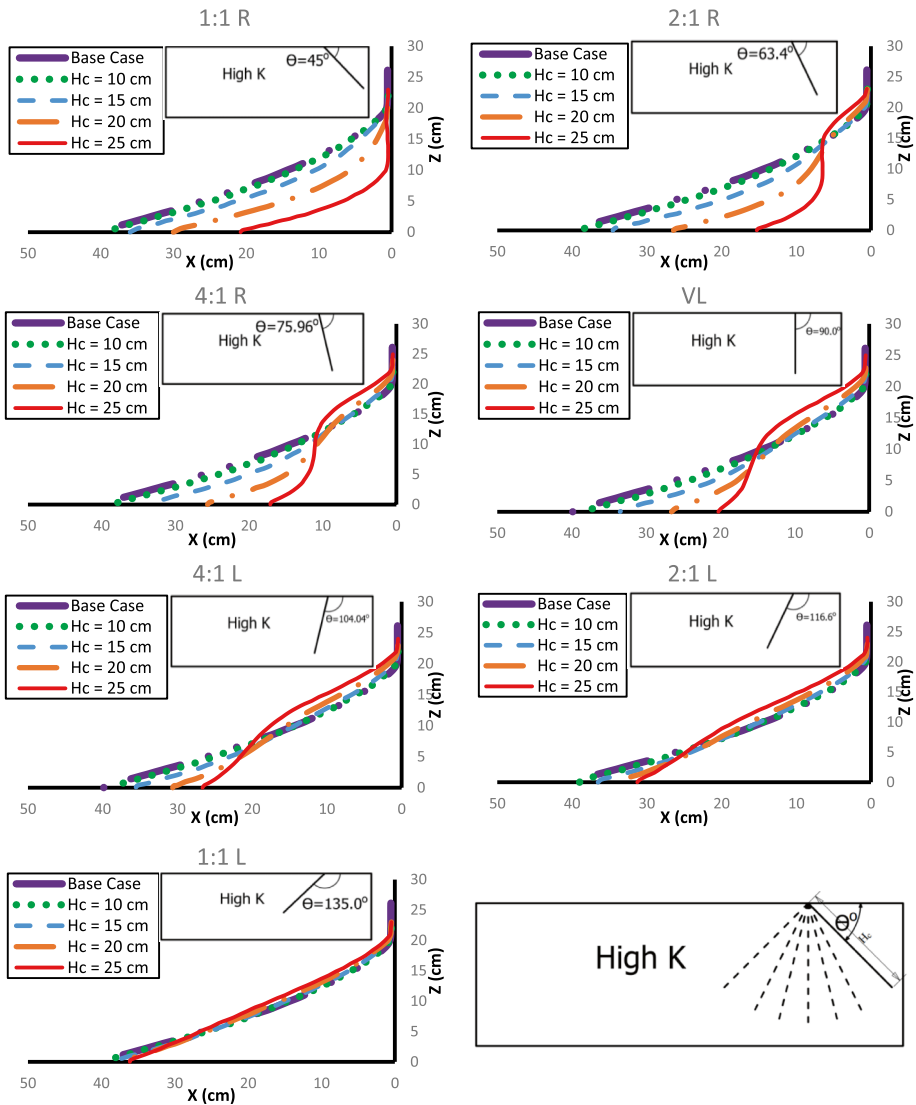 1:1 R
Base Case
Hc = 10 cm
Hc = 15 cm
Hc = 20 cm
Hc = 25 cm
High K
Θ=45°
30
25
20
15
10
5
0
Z (cm)
50
40
30
20
10
0
X (cm)
2:1 R
Base Case
Hc = 10 cm
Hc = 15 cm
Hc = 20 cm
Hc = 25 cm
High K
Θ=63.4°
30
25
20
15
10
5
0
Z (cm)
50
40
30
20
10
0
X (cm)
4:1 R
Base Case
Hc = 10 cm
Hc = 15 cm
Hc = 20 cm
Hc = 25 cm
High K
Θ=75.96°
30
25
20
15
10
5
0
Z (cm)
50
40
30
20
10
0
X (cm)
VL
Base Case
Hc = 10 cm
Hc = 15 cm
Hc = 20 cm
Hc = 25 cm
High K
Θ=90.0°
30
25
20
15
10
5
0
Z (cm)
50
40
30
20
10
0
X (cm)
4:1 L
Base Case
Hc = 10 cm
Hc = 15 cm
Hc = 20 cm
Hc = 25 cm
High K
Θ=104.04°
30
25
20
15
10
5
0
Z (cm)
50
40
30
20
10
0
X (cm)
2:1 L
Base Case
Hc = 10 cm
Hc = 15 cm
Hc = 20 cm
Hc = 25 cm
High K
Θ=116.6°
30
25
20
15
10
5
0
Z (cm)
50
40
30
20
10
0
X (cm)
1:1 L
Base Case
Hc = 10 cm
Hc = 15 cm
Hc = 20 cm
Hc = 25 cm
High K
Θ=135.0°
30
25
20
15
10
5
0
Z (cm)
50
40
30
20
10
0
X (cm)
High K
Θ°
Hc